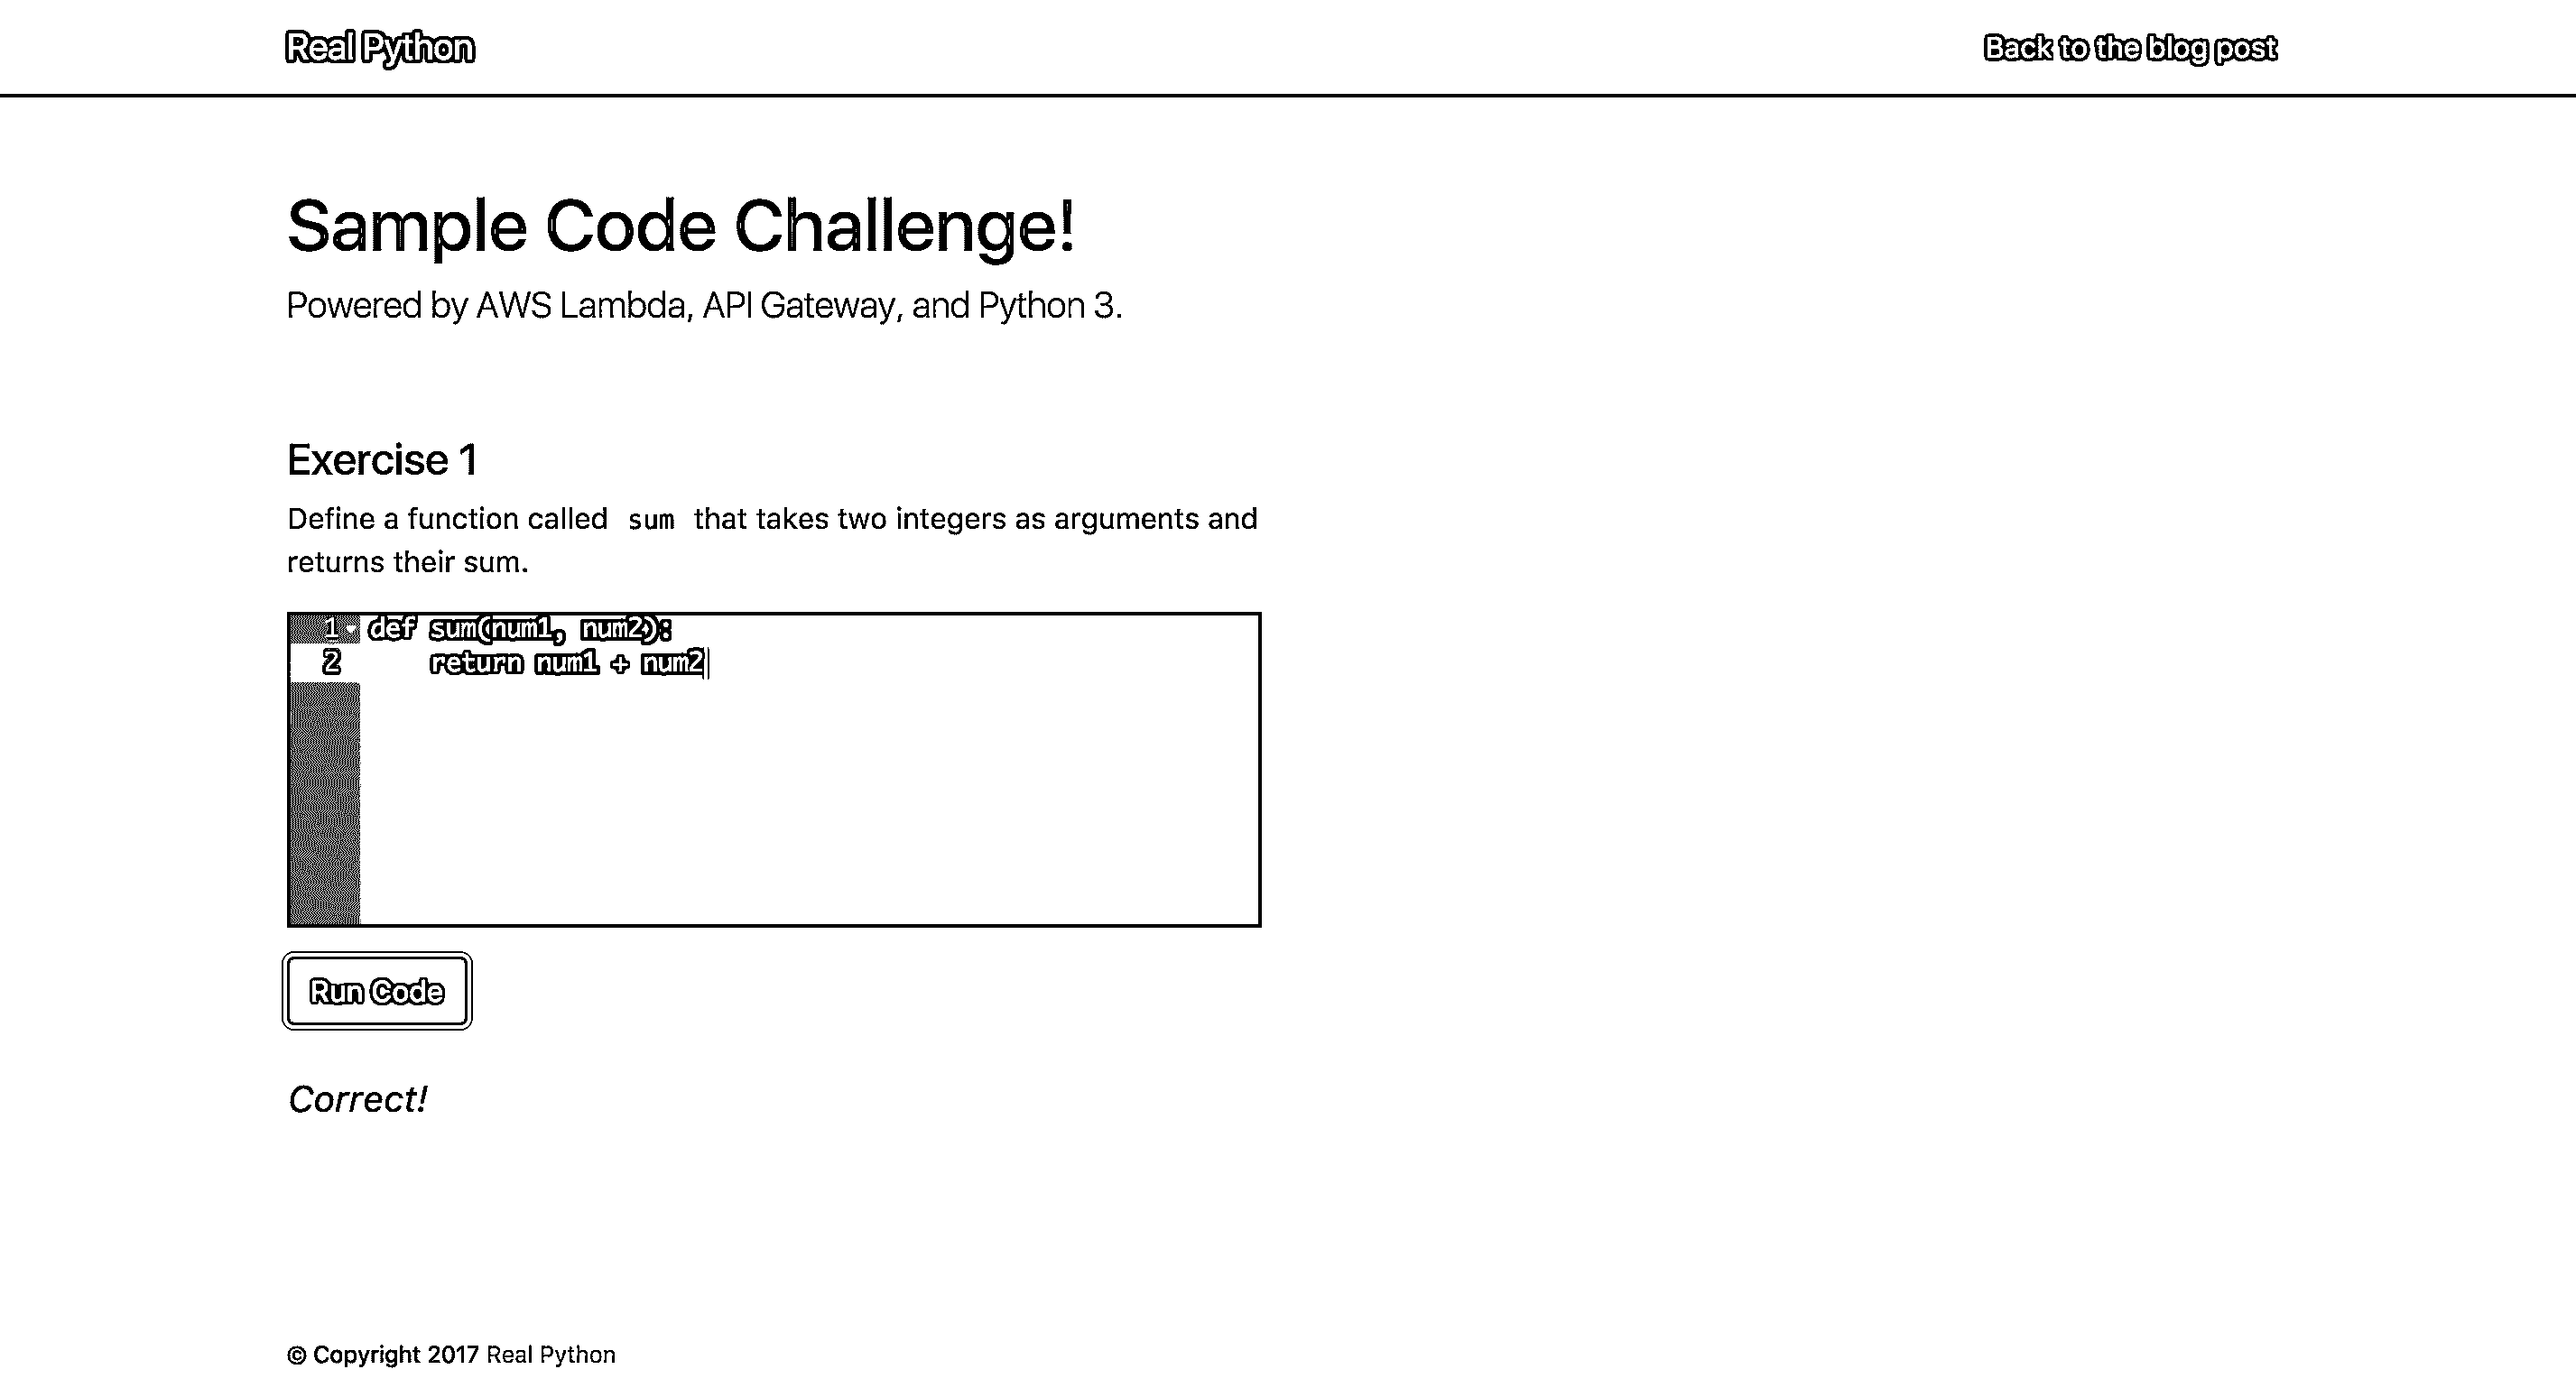 Real Python
Back to the blog post
Sample Code Challenge!
Powered by AWS Lambda, API Gateway, and Python 3.
Exercise 1
Define a function called sum that takes two integers as arguments and
returns their sum.
1 def sum(num1, num2):
2     return num1 + num2
Run Code
Correct!
© Copyright 2017 Real Python